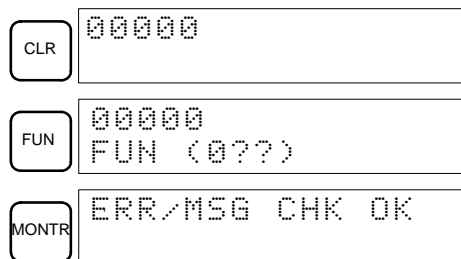 CLR
00000
FUN
00000
FUN (0??)
MONTR
ERR/MSG CHK OK